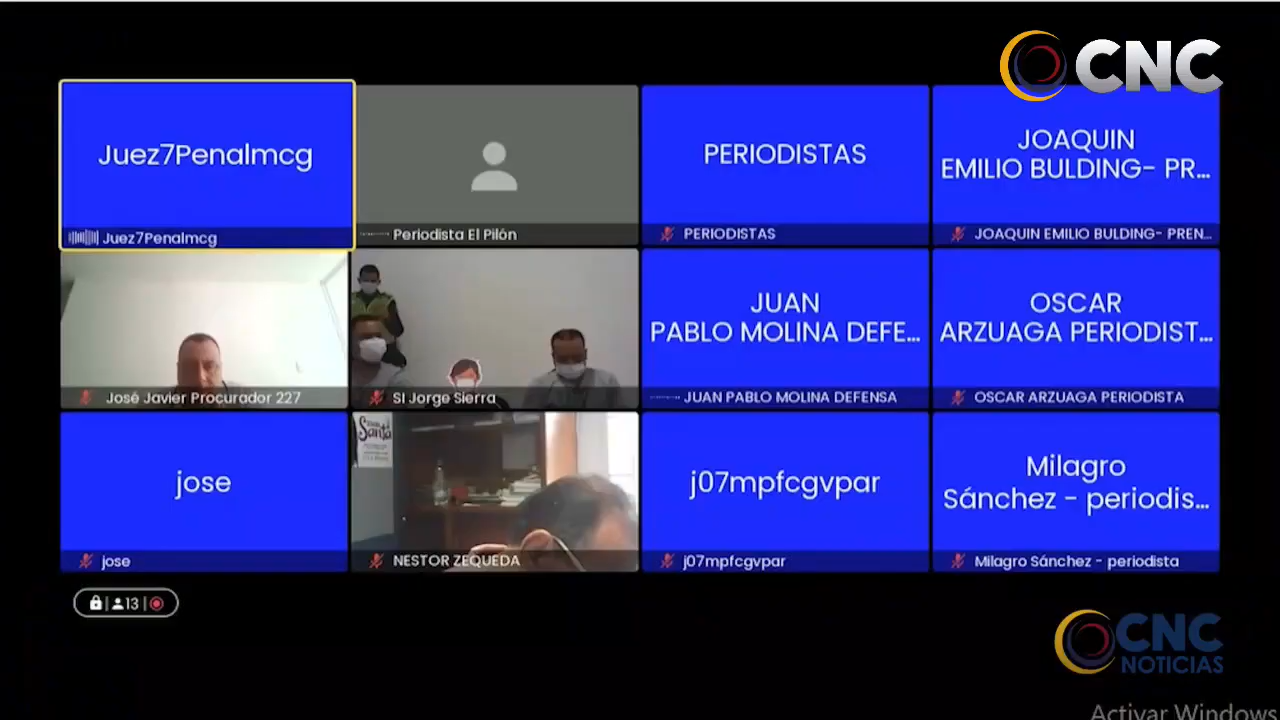 CNC
Juez7Penalmcg
Juez7Penalmcg
Periodista El Pilón
PERIODISTAS
PERIODISTAS
JOAQUIN
EMILIO BULDING- PR...
JOAQUIN EMILIO BULDING- PREN...
José Javier Procurador 227
SI Jorge Sierra
JUAN
PABLO MOLINA DEFE...
JUAN PABLO MOLINA DEFENSA
OSCAR
ARZUAGA PERIODIST...
OSCAR ARZUAGA PERIODISTA
jose
jose
Santa
NESTOR ZEQUEDA
j07mpfcgvpar
j07mpfcgvpar
Milagro
Sánchez - periodis...
Milagro Sánchez - periodista
13
CNC
NOTICIAS
Activar Windows